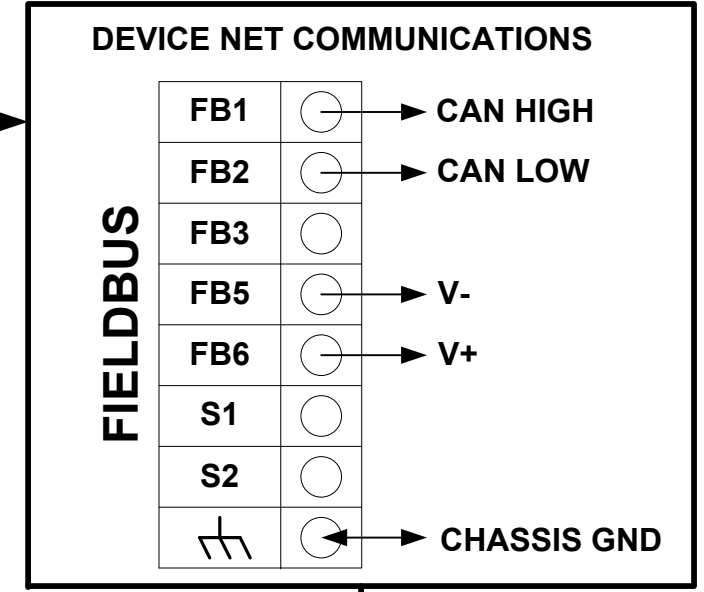 DEVICE NET COMMUNICATIONS
FIELDBUS
FB1 CAN HIGH
FB2 CAN LOW
FB3
FB5 V-
FB6 V+
S1
S2
CHASSIS GND